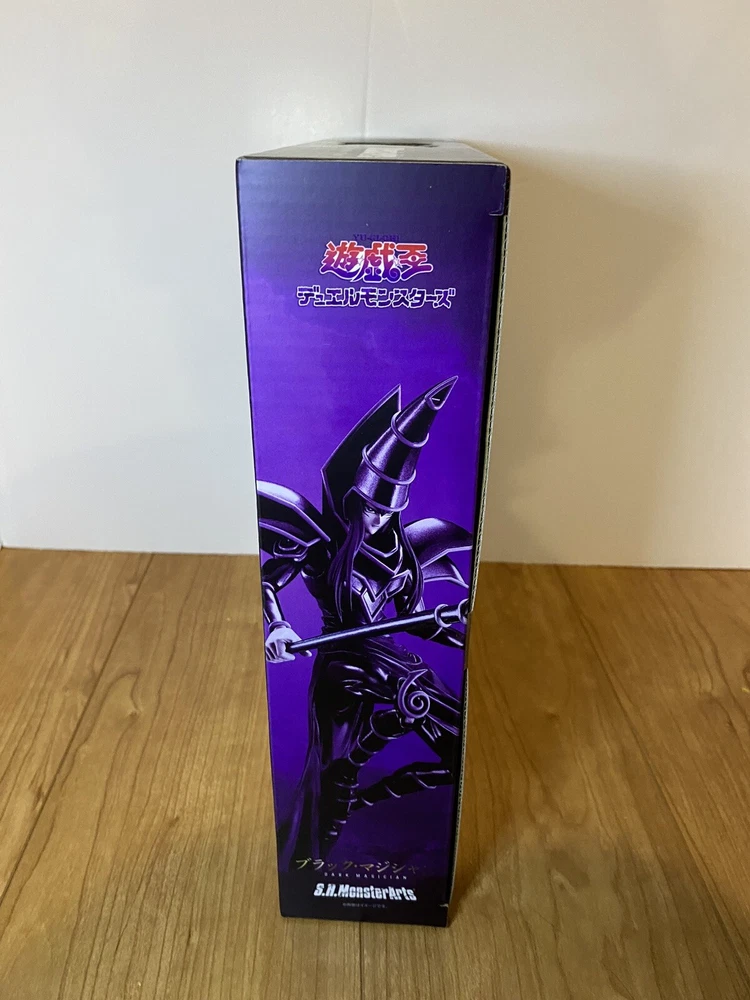 YU-GI-OH!
遊戯王
デュエルモンスターズ
ブラック・マジシャ
DARK MAGICIAN
S.H.MonsterArts